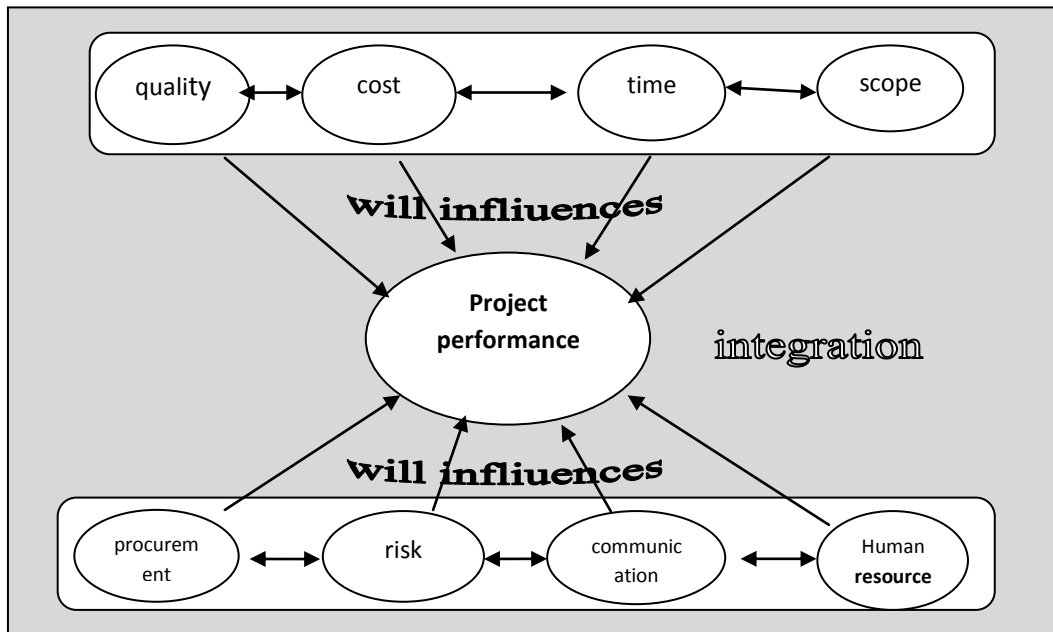 quality
cost
time
scope
will infliuences
Project
performance
integration
will infliuences
procurem
ent
risk
communic
ation
Human
resource